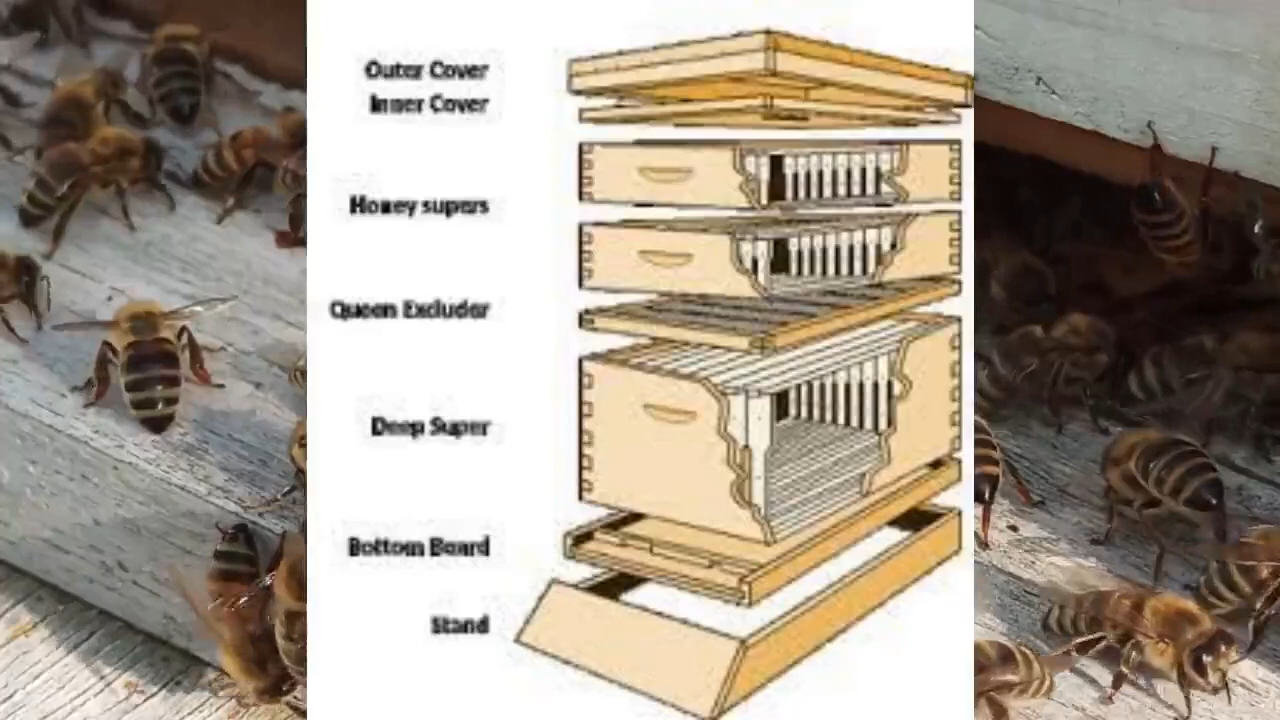 Outer Cover
Inner Cover
Honey supers
Queen Excluder
Deep Super
Bottom Board
Stand